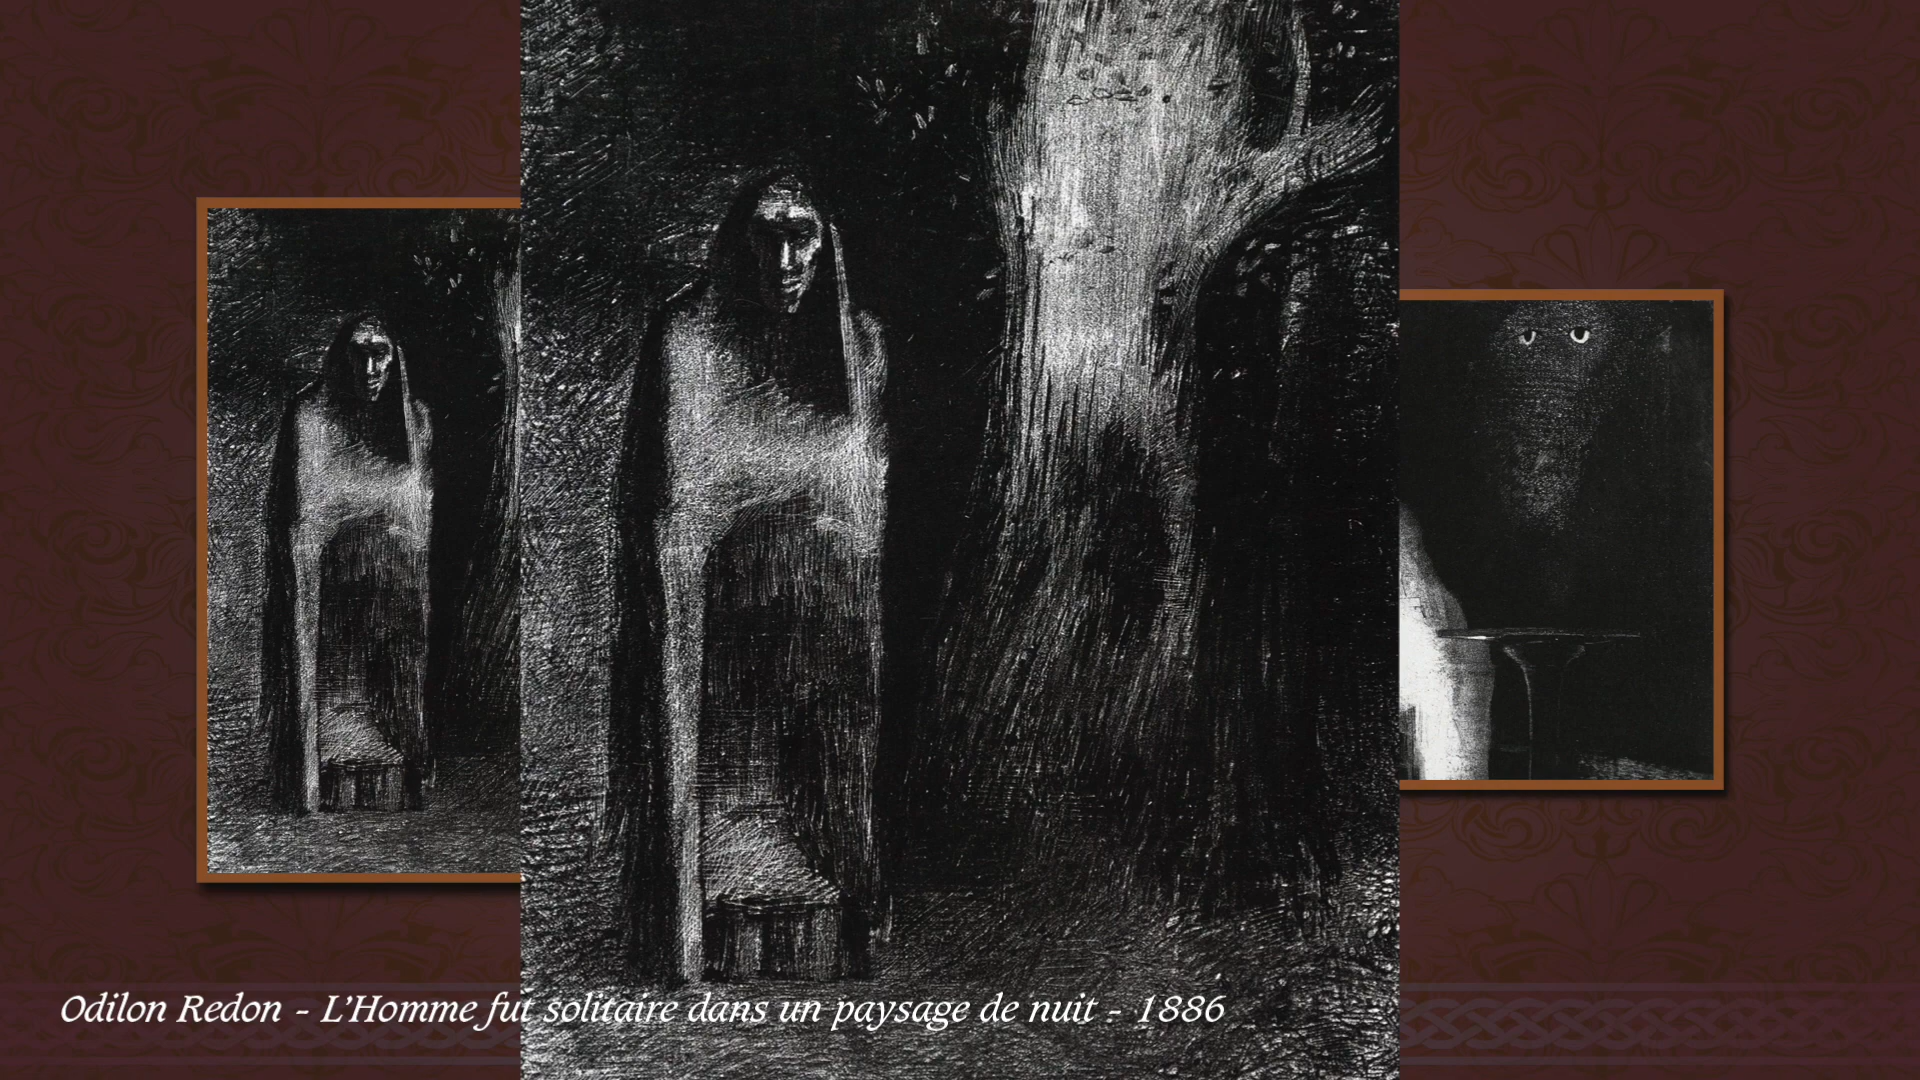 Odilon Redon - L'Homme fut solitaire dans un paysage de nuit - 1886